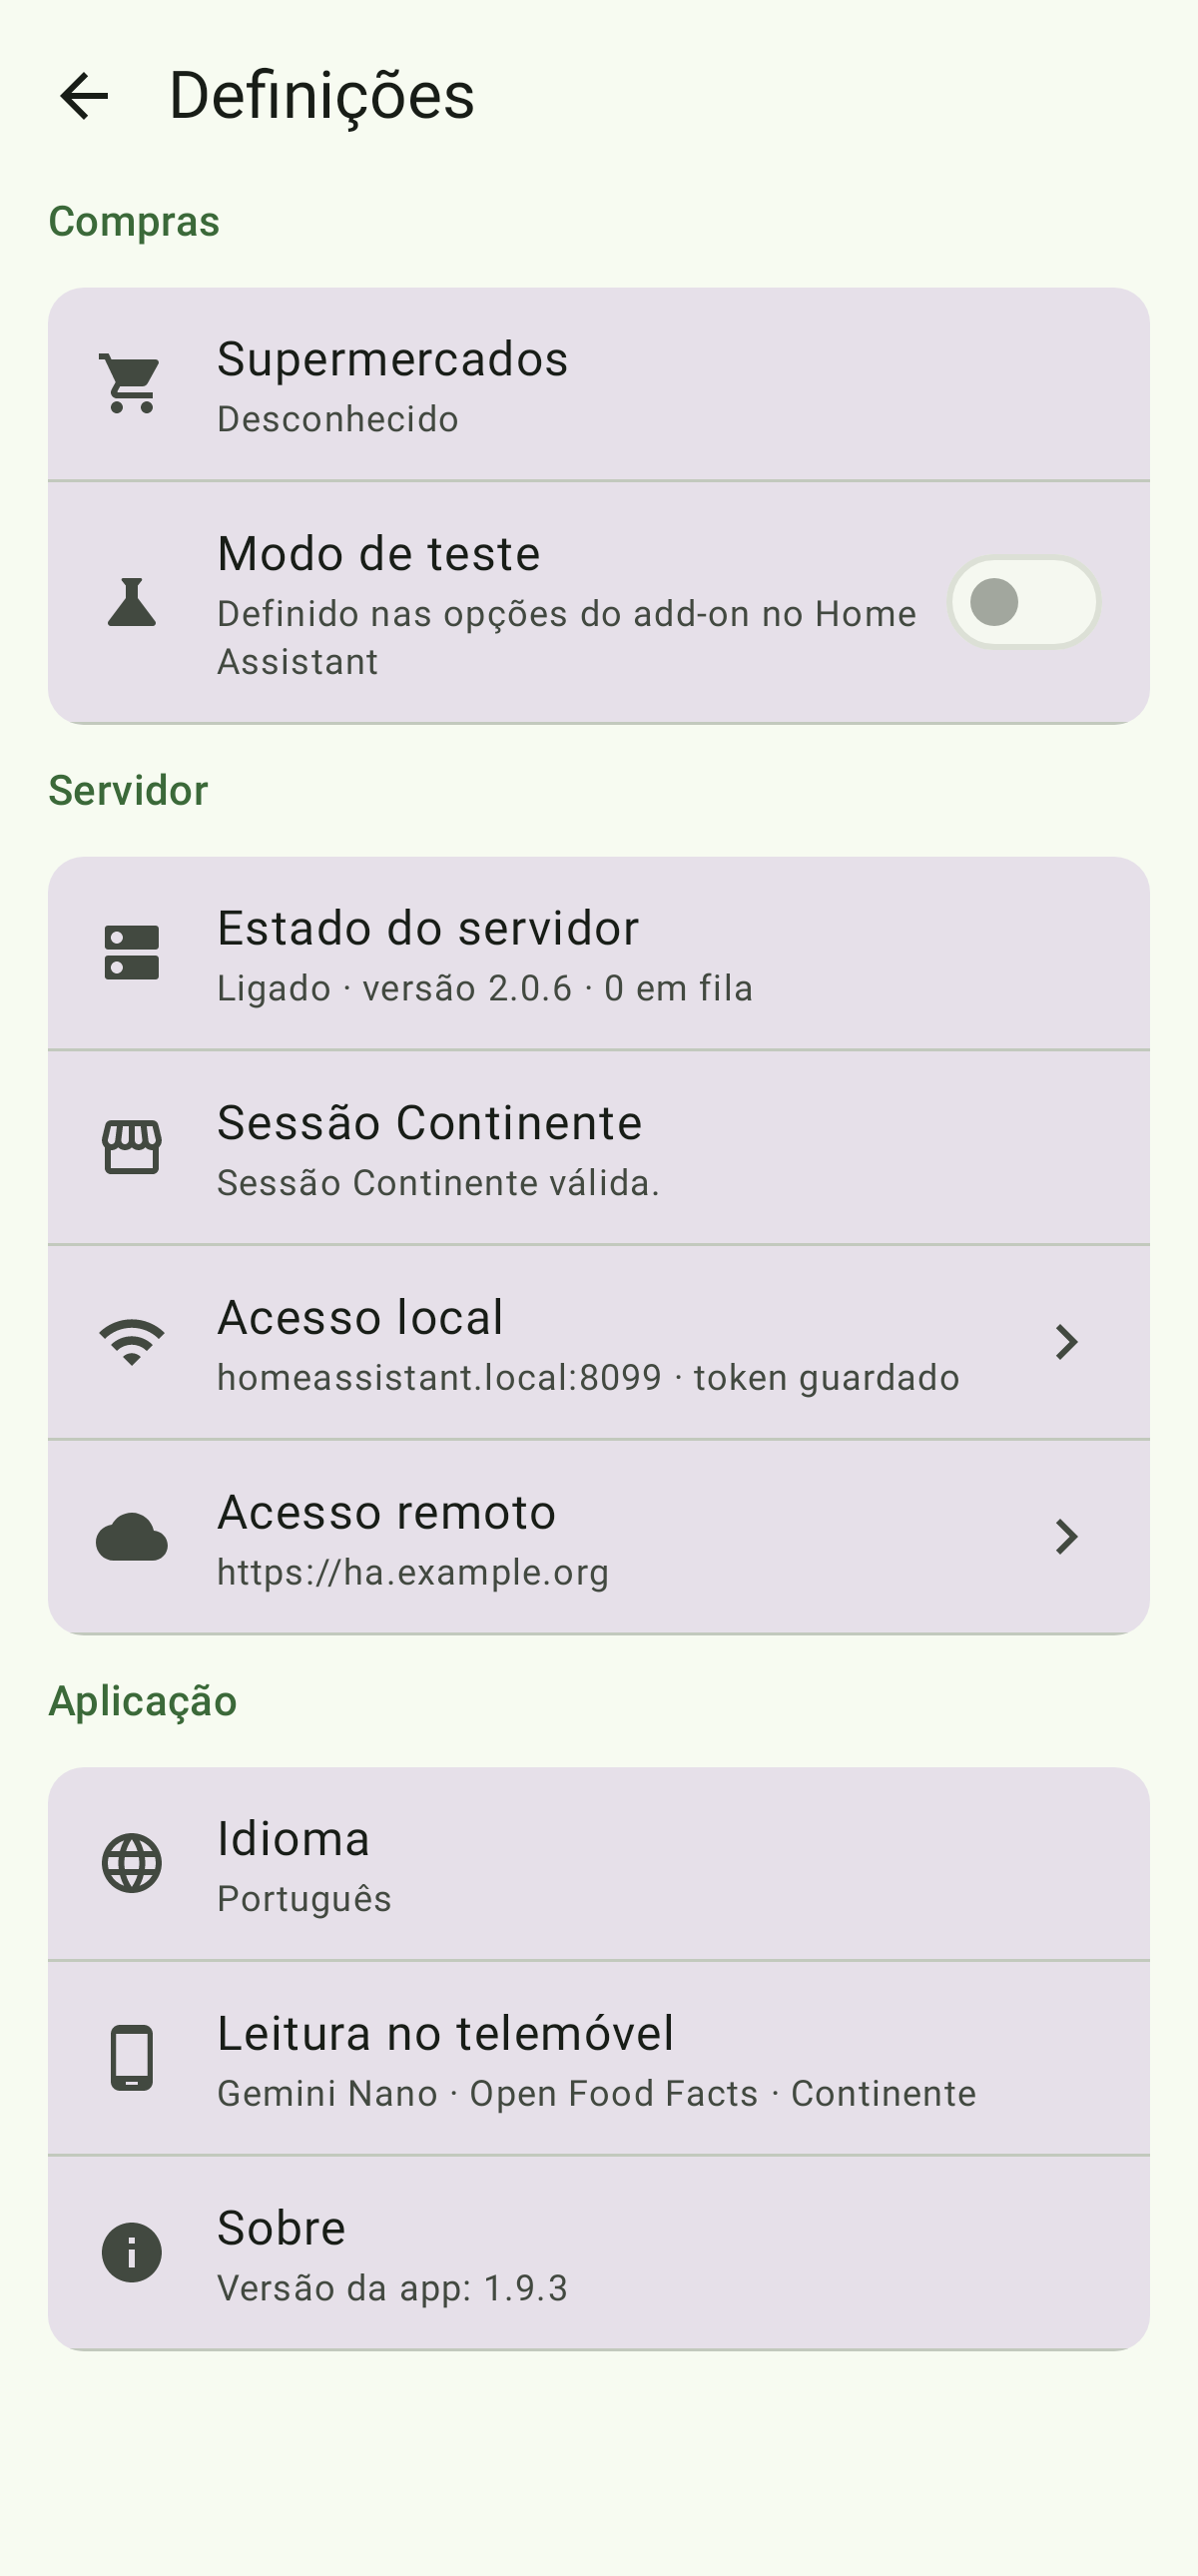 Definições
Compras
Supermercados
Desconhecido
Modo de teste
Definido nas opções do add-on no Home
Assistant
Servidor
Estado do servidor
Ligado · versão 2.0.6 · 0 em fila
Sessão Continente
Sessão Continente válida.
Acesso local
homeassistant.local:8099 · token guardado
Acesso remoto
https://ha.example.org
Aplicação
Idioma
Português
Leitura no telemóvel
Gemini Nano · Open Food Facts · Continente
Sobre
Versão da app: 1.9.3